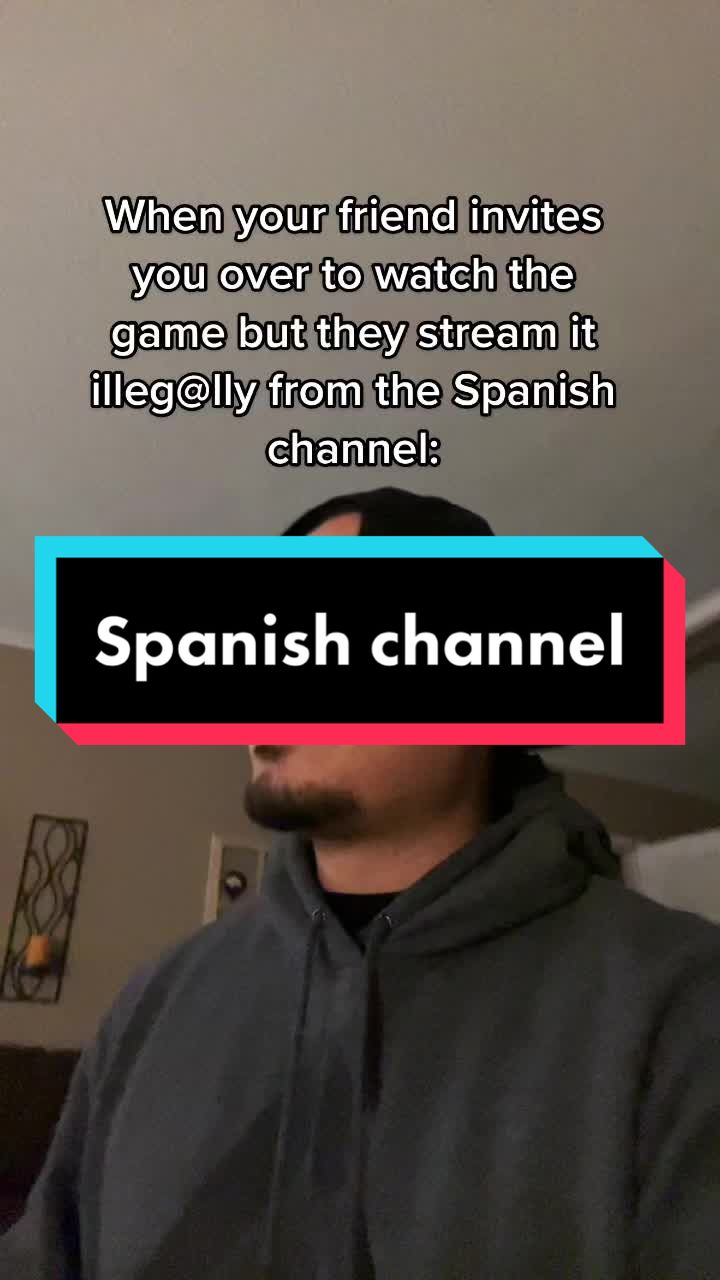 When your friend invites
you over to watch the
game but they stream it
illeg@lly from the Spanish
channel:
Spanish channel